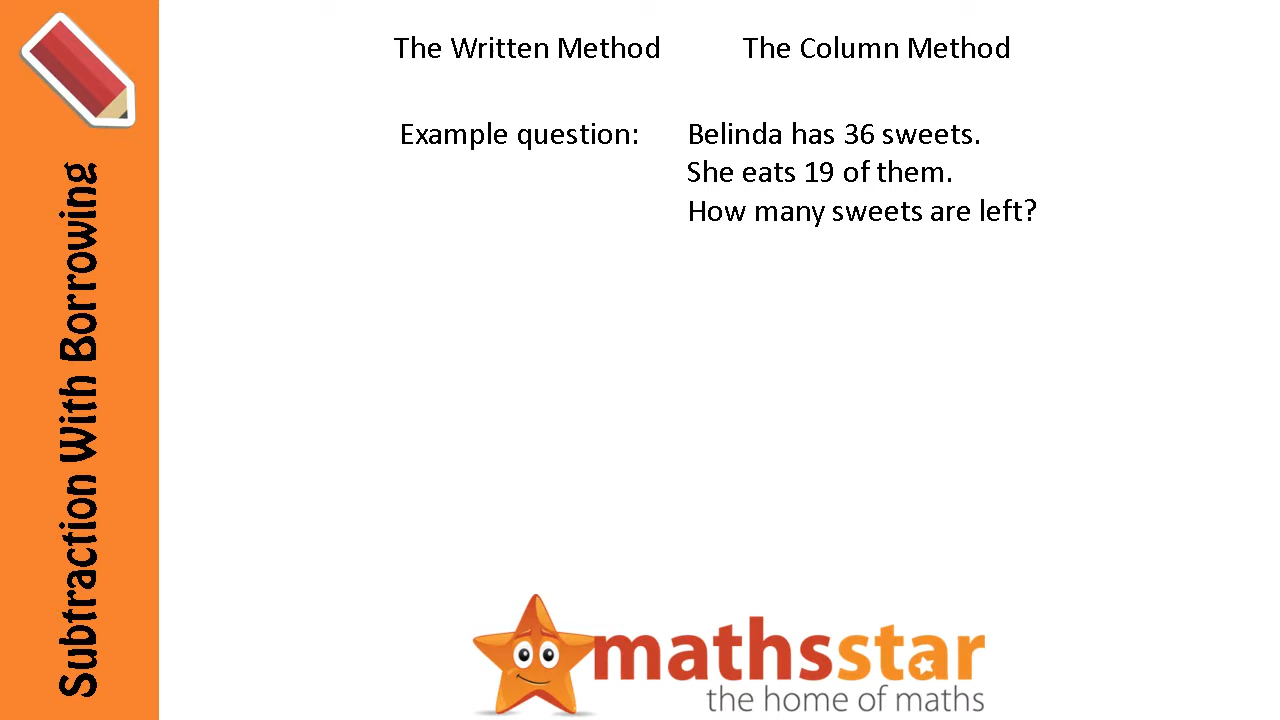 Subtraction With Borrowing
The Written Method The Column Method
Example question: Belinda has 36 sweets.
She eats 19 of them.
How many sweets are left?
mathsstar
the home of maths